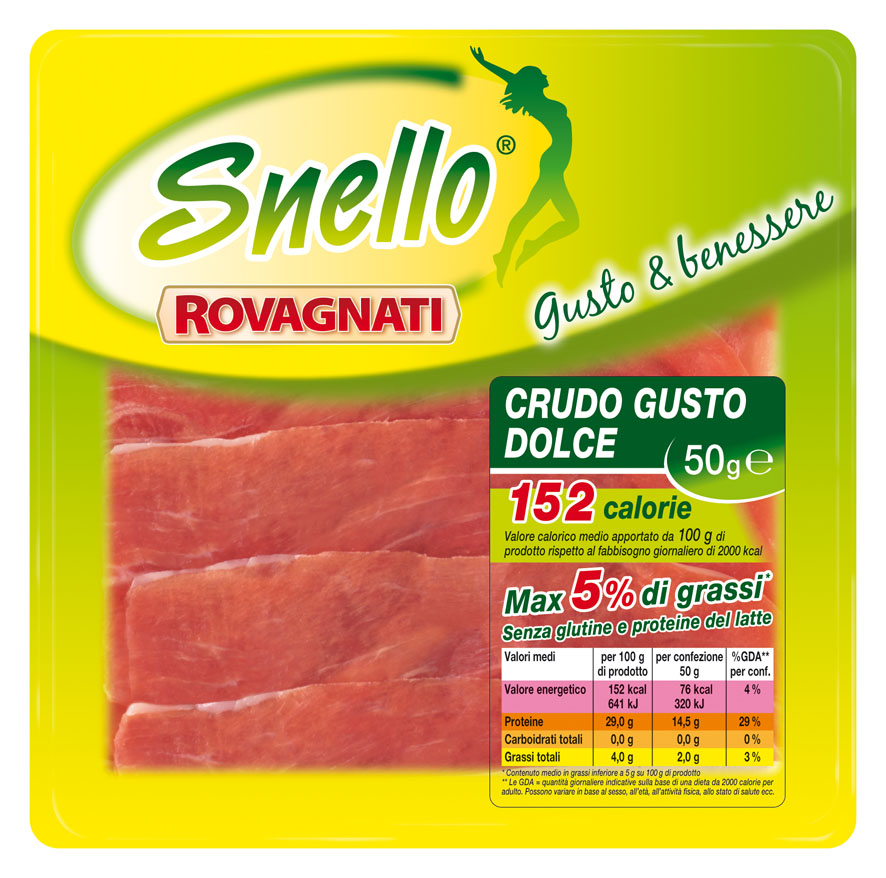 Snello®
ROVAGNATI
Gusto & benessere
CRUDO GUSTO
DOLCE
50g e
152 calorie
Valore calorico medio apportato da 100 g di
prodotto rispetto al fabbisogno giornaliero di 2000 kcal
Max 5% di grassi*
Senza glutine e proteine del latte
Valori medi per 100 g di prodotto per confezione 50 g %GDA** per conf.
Valore energetico 152 kcal 641 kJ 76 kcal 320 kJ 4%
Proteine 29,0 g 14,5 g 29%
Carboidrati totali 0,0 g 0,0 g 0%
Grassi totali 4,0 g 2,0 g 3%
* Contenuto medio in grassi inferiore a 5 g su 100 g di prodotto
** Le GDA = quantità giornaliere indicative sulla base di una dieta da 2000 calorie per
adulto. Possono variare in base al sesso, all'età, all'attività fisica, allo stato di salute ecc.